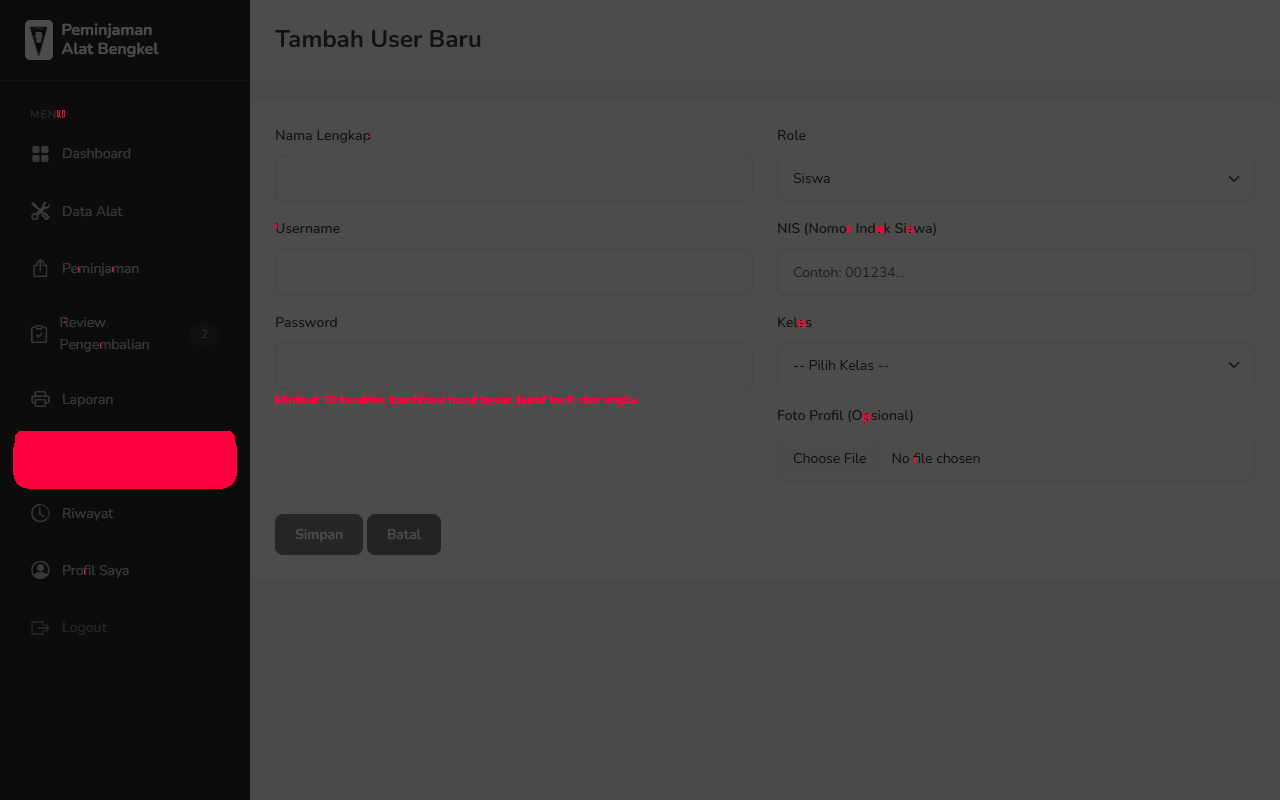 Peminjaman
Alat Bengkel
MENU
Dashboard
Data Alat
Peminjaman
Review
Pengembalian
2
Laporan
Riwayat
Profil Saya
Logout
Tambah User Baru
Nama Lengkap
Username
Password
Minimal 10 karakter, kombinasi huruf besar, huruf kecil, dan angka.
Simpan
Batal
Role
Siswa
NIS (Nomor Induk Siswa)
Contoh: 001234...
Kelas
-- Pilih Kelas --
Foto Profil (Opsional)
Choose File
No file chosen